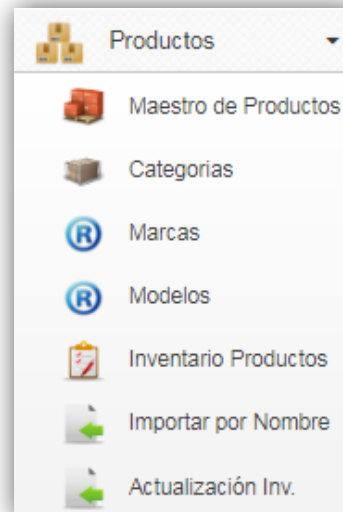 Productos
Maestro de Productos
Categorias
Marcas
Modelos
Inventario Productos
Importar por Nombre
Actualización Inv.